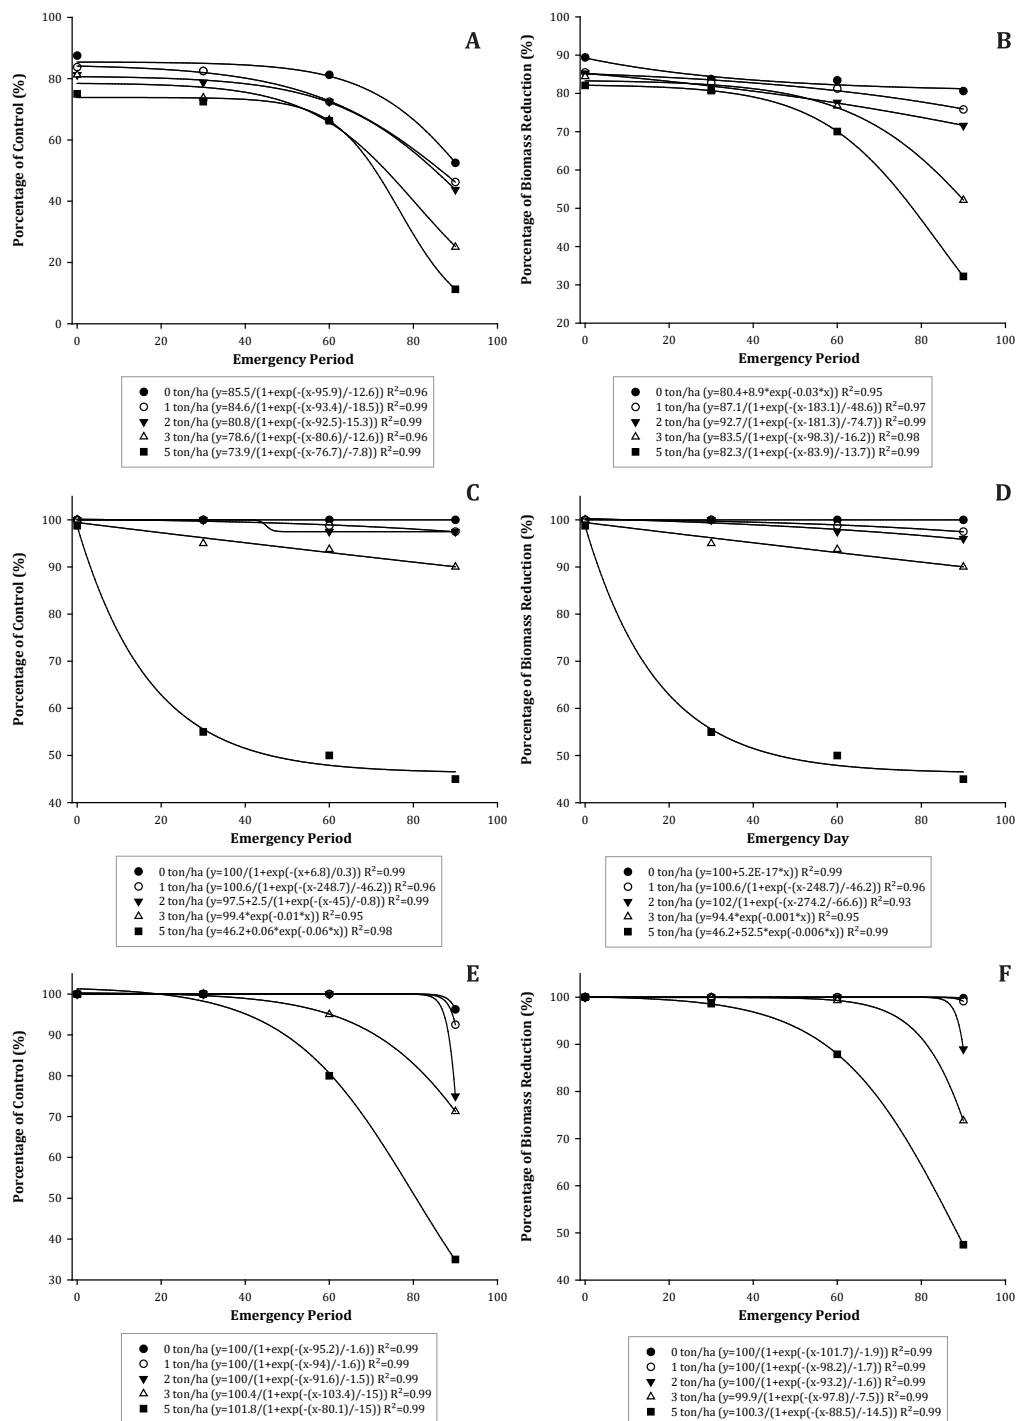 A
Porcentage of Control (%)
100
80
60
40
20
0
0 20 40 60 80 100
Emergency Period
0 ton/ha (y=85.5/(1+exp(-(x-95.9)/-12.6)) R²=0.96
1 ton/ha (y=84.6/(1+exp(-(x-93.4)/-18.5)) R²=0.99
2 ton/ha (y=80.8/(1+exp(-(x-92.5)-15.3)) R²=0.99
3 ton/ha (y=78.6/(1+exp(-(x-80.6)/-12.6)) R²=0.96
5 ton/ha (y=73.9/(1+exp(-(x-76.7)/-7.8)) R²=0.99
B
Porcentage of Biomass Reduction (%)
100
90
80
70
60
50
40
30
20
0 20 40 60 80 100
Emergency Period
0 ton/ha (y=80.4+8.9*exp(-0.03*x)) R²=0.95
1 ton/ha (y=87.1/(1+exp(-(x-183.1)/-48.6)) R²=0.97
2 ton/ha (y=92.7/(1+exp(-(x-181.3)/-74.7)) R²=0.99
3 ton/ha (y=83.5/(1+exp(-(x-98.3)/-16.2)) R²=0.98
5 ton/ha (y=82.3/(1+exp(-(x-83.9)/-13.7)) R²=0.99
C
Porcentage of Control (%)
100
90
80
70
60
50
40
0 20 40 60 80 100
Emergency Period
0 ton/ha (y=100/(1+exp(-(x+6.8)/0.3)) R²=0.99
1 ton/ha (y=100.6/(1+exp(-(x-248.7)/-46.2)) R²=0.96
2 ton/ha (y=97.5+2.5/(1+exp(-(x-45)/-0.8)) R²=0.99
3 ton/ha (y=99.4*exp(-0.01*x)) R²=0.95
5 ton/ha (y=46.2+0.06*exp(-0.06*x)) R²=0.98
D
Porcentage of Biomass Reduction (%)
100
90
80
70
60
50
40
0 20 40 60 80 100
Emergency Day
0 ton/ha (y=100+5.2E-17*x)) R²=0.99
1 ton/ha (y=100.6/(1+exp(-(x-248.7)/-46.2)) R²=0.96
2 ton/ha (y=102/(1+exp(-(x-274.2/-66.6)) R²=0.93
3 ton/ha (y=94.4*exp(-0.001*x)) R²=0.95
5 ton/ha (y=46.2+52.5*exp(-0.006*x)) R²=0.99
E
Porcentage of Control (%)
100
90
80
70
60
50
40
30
0 20 40 60 80 100
Emergency Period
0 ton/ha (y=100/(1+exp(-(x-95.2)/-1.6)) R²=0.99
1 ton/ha (y=100/(1+exp(-(x-94)/-1.6)) R²=0.99
2 ton/ha (y=100/(1+exp(-(x-91.6)/-1.5)) R²=0.99
3 ton/ha (y=100.4/(1+exp(-(x-103.4)/-15)) R²=0.99
5 ton/ha (y=101.8/(1+exp(-(x-80.1)/-15)) R²=0.99
F
Porcentage of Biomass Reduction (%)
100
90
80
70
60
50
40
0 20 40 60 80 100
Emergency Period
0 ton/ha (y=100/(1+exp(-(x-101.7)/-1.9)) R²=0.99
1 ton/ha (y=100/(1+exp(-(x-98.2)/-1.7)) R²=0.99
2 ton/ha (y=100/(1+exp(-(x-93.2)/-1.6)) R²=0.99
3 ton/ha (y=99.9/(1+exp(-(x-97.8)/-7.5)) R²=0.99
5 ton/ha (y=100.3/(1+exp(-(x-88.5)/-14.5)) R²=0.99